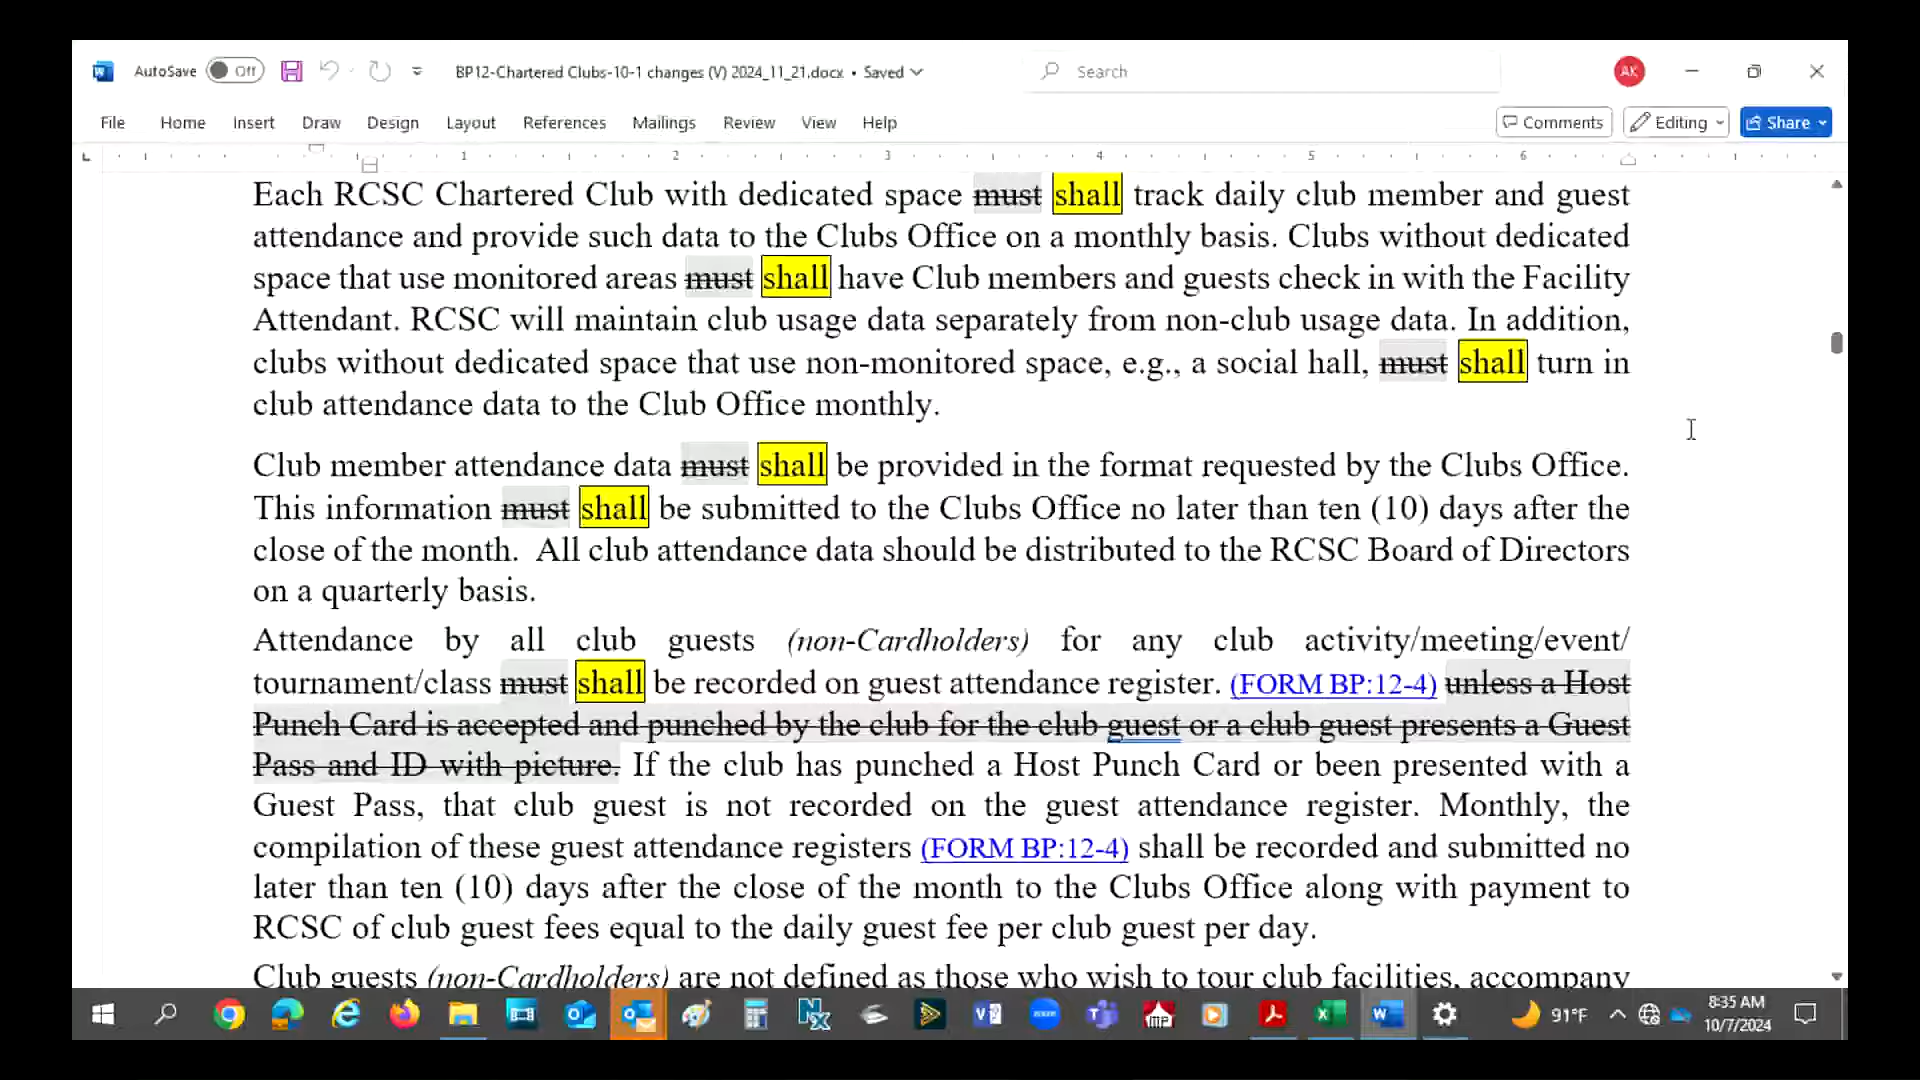 AutoSave Off BP12-Chartered Clubs-10-1 changes (V) 2024_11_21.docx • Saved Search AK
File Home Insert Draw Design Layout References Mailings Review View Help Comments Editing Share
1 2 3 4 5 6
Each RCSC Chartered Club with dedicated space must shall track daily club member and guest
attendance and provide such data to the Clubs Office on a monthly basis. Clubs without dedicated
space that use monitored areas must shall have Club members and guests check in with the Facility
Attendant. RCSC will maintain club usage data separately from non-club usage data. In addition,
clubs without dedicated space that use non-monitored space, e.g., a social hall, must shall turn in
club attendance data to the Club Office monthly.
Club member attendance data must shall be provided in the format requested by the Clubs Office.
This information must shall be submitted to the Clubs Office no later than ten (10) days after the
close of the month. All club attendance data should be distributed to the RCSC Board of Directors
on a quarterly basis.
Attendance by all club guests (non-Cardholders) for any club activity/meeting/event/
tournament/class must shall be recorded on guest attendance register. (FORM BP:12-4) unless a Host
Punch Card is accepted and punched by the club for the club guest or a club guest presents a Guest
Pass and ID with picture. If the club has punched a Host Punch Card or been presented with a
Guest Pass, that club guest is not recorded on the guest attendance register. Monthly, the
compilation of these guest attendance registers (FORM BP:12-4) shall be recorded and submitted no
later than ten (10) days after the close of the month to the Clubs Office along with payment to
RCSC of club guest fees equal to the daily guest fee per club guest per day.
Club guests (non-Cardholders) are not defined as those who wish to tour club facilities, accompany
91°F 8:35 AM
10/7/2024